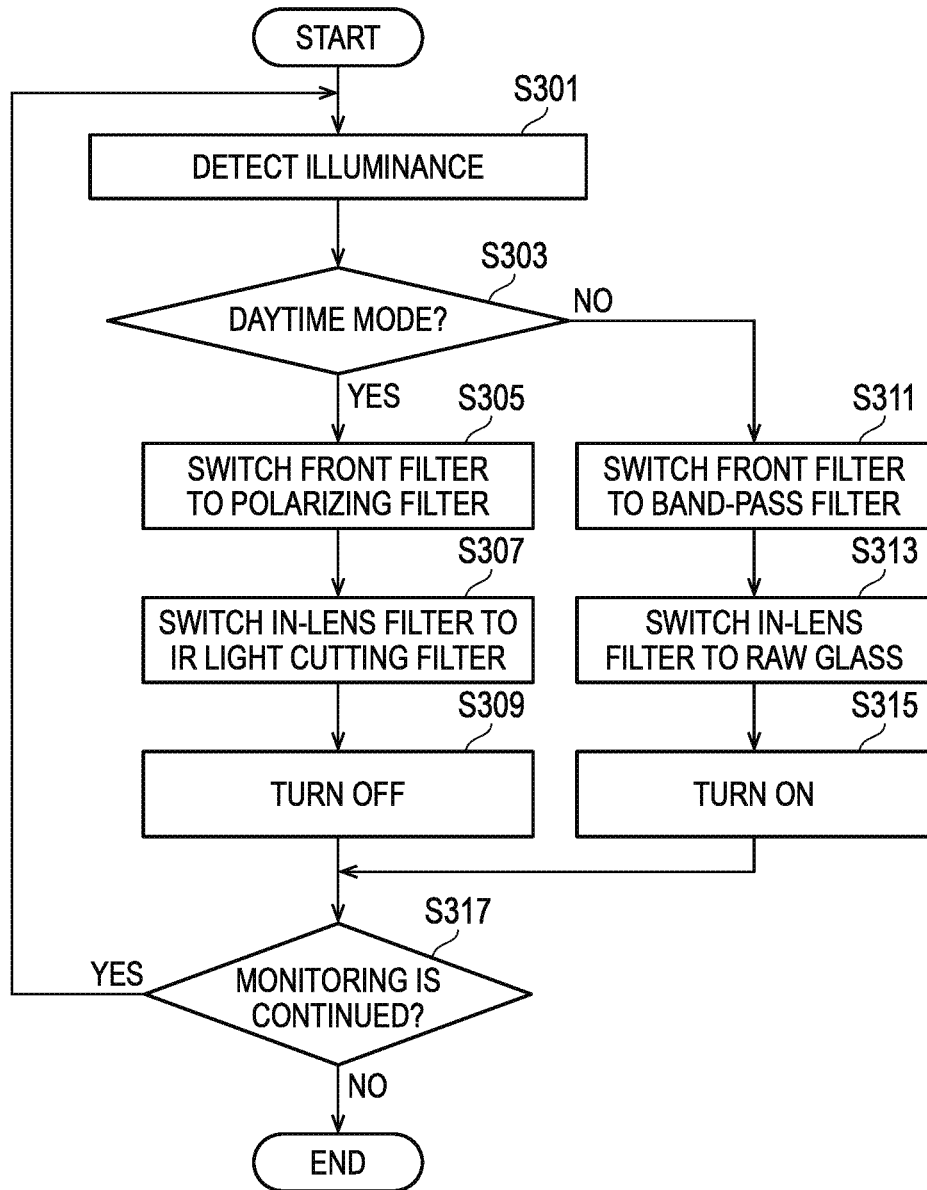 START
S301
DETECT ILLUMINANCE
S303
DAYTIME MODE?
NO
YES
S305
SWITCH FRONT FILTER
TO POLARIZING FILTER
S311
SWITCH FRONT FILTER
TO BAND-PASS FILTER
S307
SWITCH IN-LENS FILTER TO
IR LIGHT CUTTING FILTER
S313
SWITCH IN-LENS
FILTER TO RAW GLASS
S309
TURN OFF
S315
TURN ON
S317
MONITORING IS
CONTINUED?
YES
NO
END